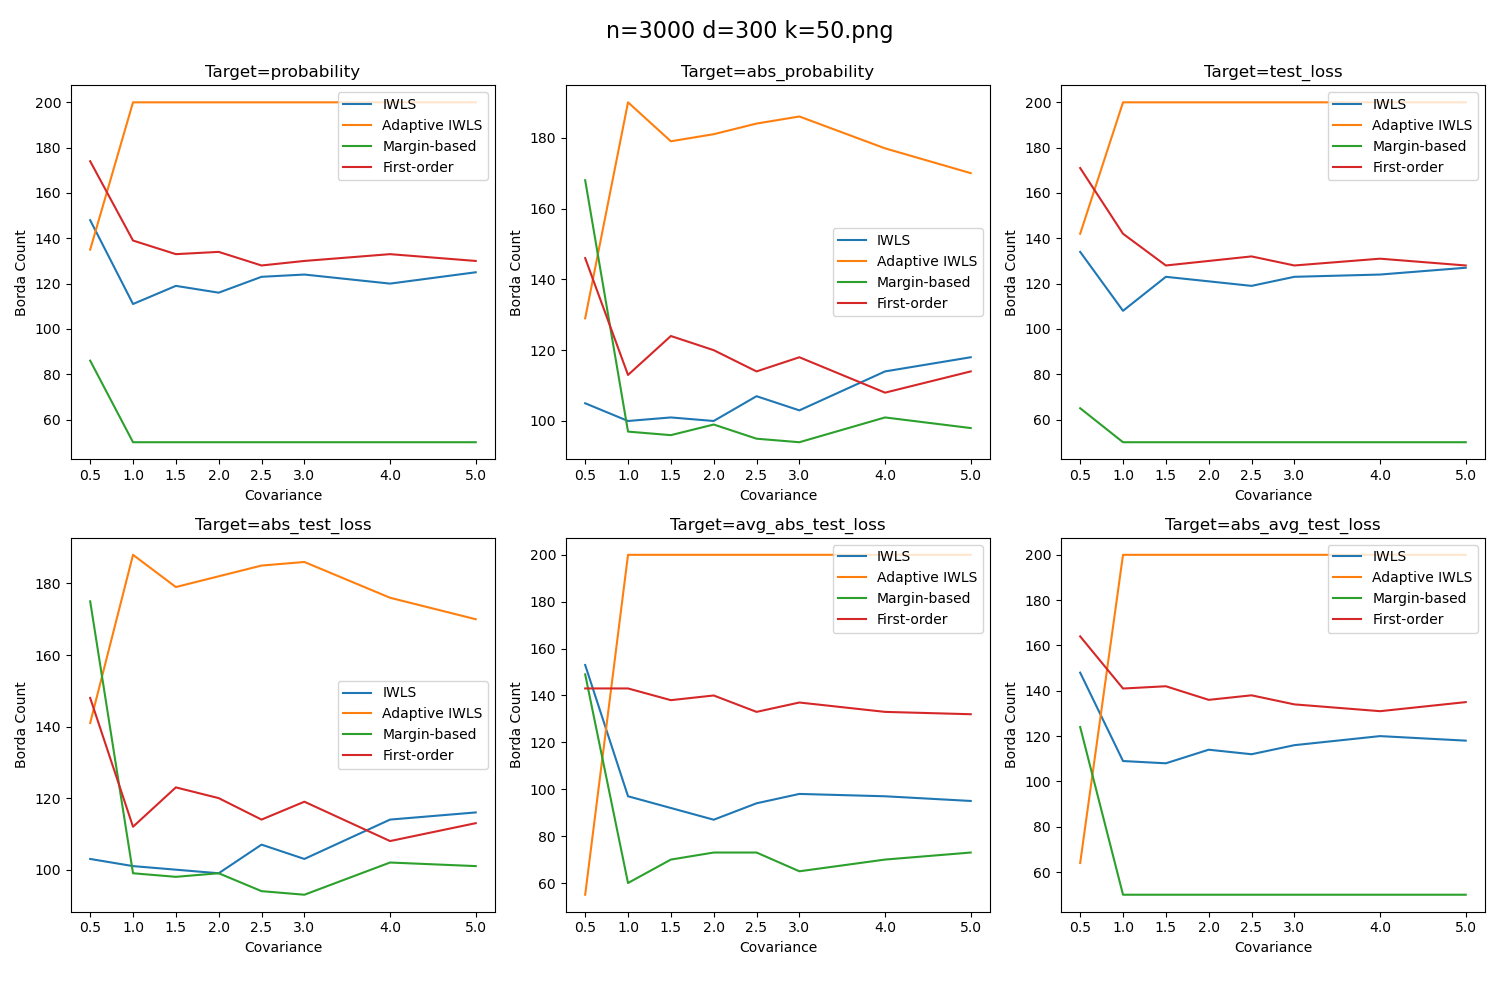 n=3000 d=300 k=50.png
Target=probability
Borda Count
200
180
160
140
120
100
80
60
IWLS
Adaptive IWLS
Margin-based
First-order
0.5 1.0 1.5 2.0 2.5 3.0 4.0 5.0
Covariance
Target=abs_probability
Borda Count
180
160
140
120
100
IWLS
Adaptive IWLS
Margin-based
First-order
0.5 1.0 1.5 2.0 2.5 3.0 4.0 5.0
Covariance
Target=test_loss
Borda Count
200
180
160
140
120
100
80
60
IWLS
Adaptive IWLS
Margin-based
First-order
0.5 1.0 1.5 2.0 2.5 3.0 4.0 5.0
Covariance
Target=abs_test_loss
Borda Count
180
160
140
120
100
IWLS
Adaptive IWLS
Margin-based
First-order
0.5 1.0 1.5 2.0 2.5 3.0 4.0 5.0
Covariance
Target=avg_abs_test_loss
Borda Count
200
180
160
140
120
100
80
60
IWLS
Adaptive IWLS
Margin-based
First-order
0.5 1.0 1.5 2.0 2.5 3.0 4.0 5.0
Covariance
Target=abs_avg_test_loss
Borda Count
200
180
160
140
120
100
80
60
IWLS
Adaptive IWLS
Margin-based
First-order
0.5 1.0 1.5 2.0 2.5 3.0 4.0 5.0
Covariance